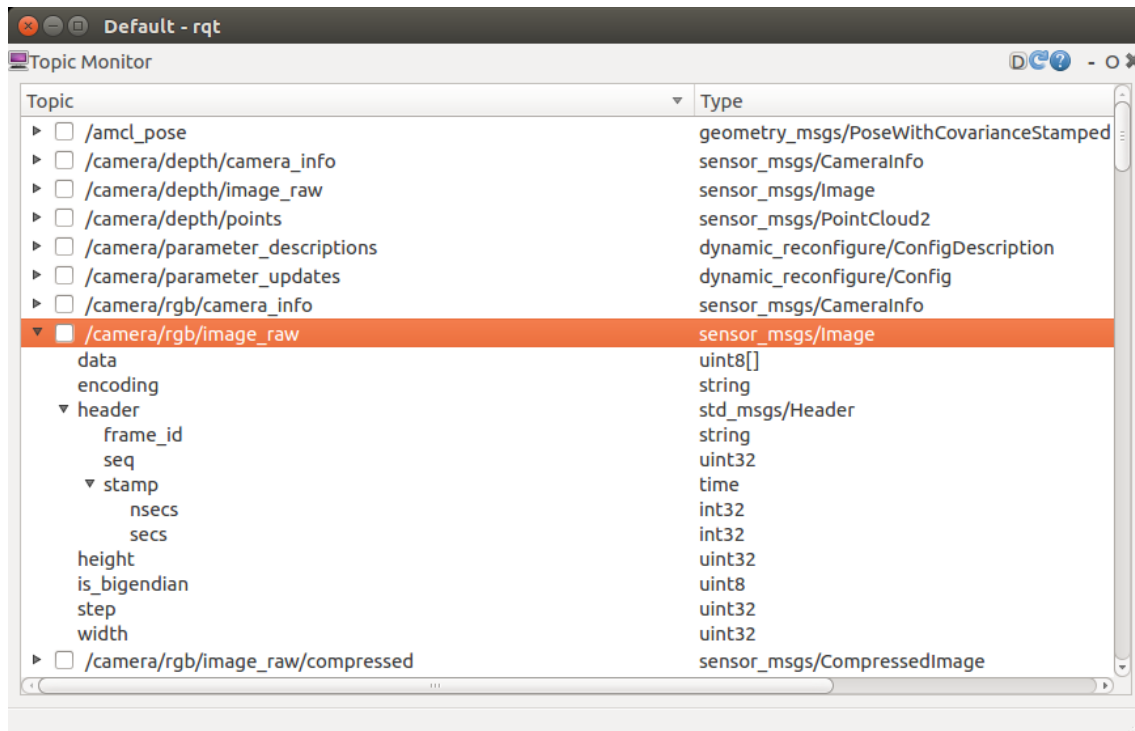 Default - rqt
Topic Monitor D ? - O ✖
Topic Type
/amcl_pose geometry_msgs/PoseWithCovarianceStamped
/camera/depth/camera_info sensor_msgs/CameraInfo
/camera/depth/image_raw sensor_msgs/Image
/camera/depth/points sensor_msgs/PointCloud2
/camera/parameter_descriptions dynamic_reconfigure/ConfigDescription
/camera/parameter_updates dynamic_reconfigure/Config
/camera/rgb/camera_info sensor_msgs/CameraInfo
/camera/rgb/image_raw sensor_msgs/Image
data uint8[]
encoding string
header std_msgs/Header
frame_id string
seq uint32
stamp time
nsecs int32
secs int32
height uint32
is_bigendian uint8
step uint32
width uint32
/camera/rgb/image_raw/compressed sensor_msgs/CompressedImage